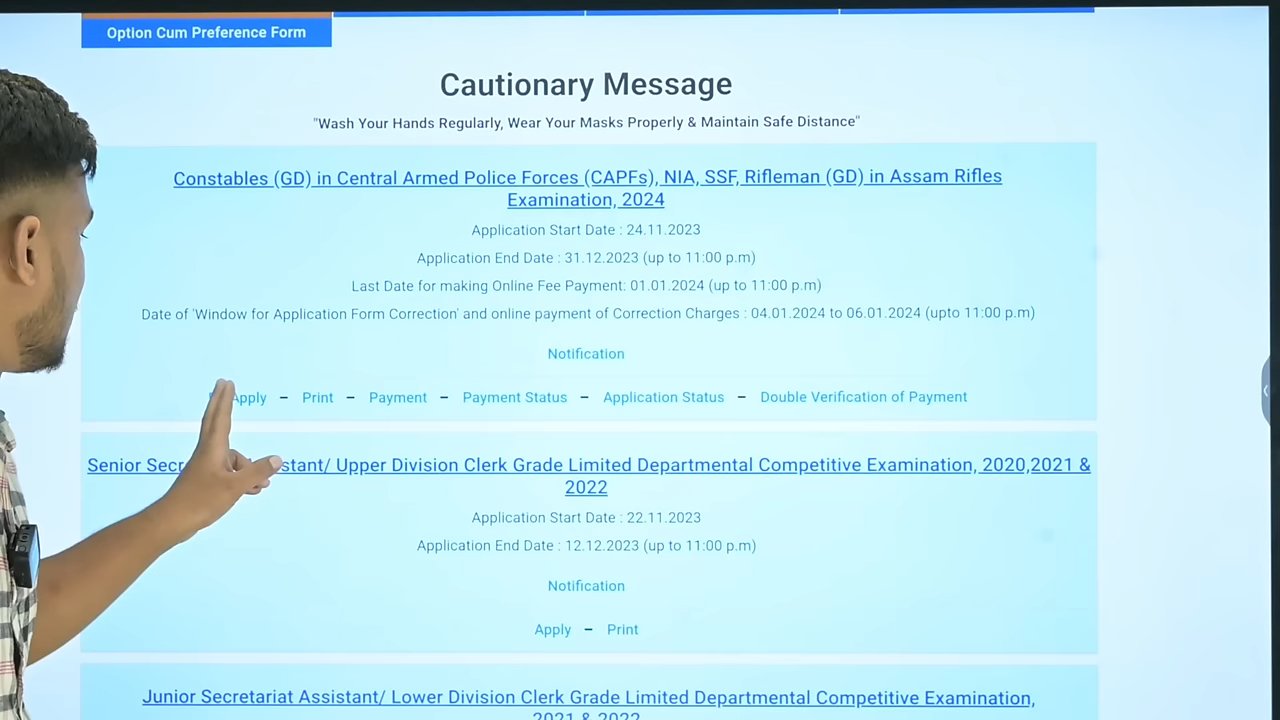 Option Cum Preference Form
Cautionary Message
"Wash Your Hands Regularly, Wear Your Masks Properly & Maintain Safe Distance"
Constables (GD) in Central Armed Police Forces (CAPFs), NIA, SSF, Rifleman (GD) in Assam Rifles
Examination, 2024
Application Start Date : 24.11.2023
Application End Date : 31.12.2023 (up to 11:00 p.m)
Last Date for making Online Fee Payment: 01.01.2024 (up to 11:00 p.m)
Date of 'Window for Application Form Correction' and online payment of Correction Charges : 04.01.2024 to 06.01.2024 (upto 11:00 p.m)
Notification
Apply – Print – Payment – Payment Status – Application Status – Double Verification of Payment
Senior / Upper Division Clerk Grade Limited Departmental Competitive Examination, 2020,2021 &
2022
Application Start Date : 22.11.2023
Application End Date : 12.12.2023 (up to 11:00 p.m)
Notification
Apply – Print
Junior Secretariat Assistant/ Lower Division Clerk Grade Limited Departmental Competitive Examination,
2021 & 2022